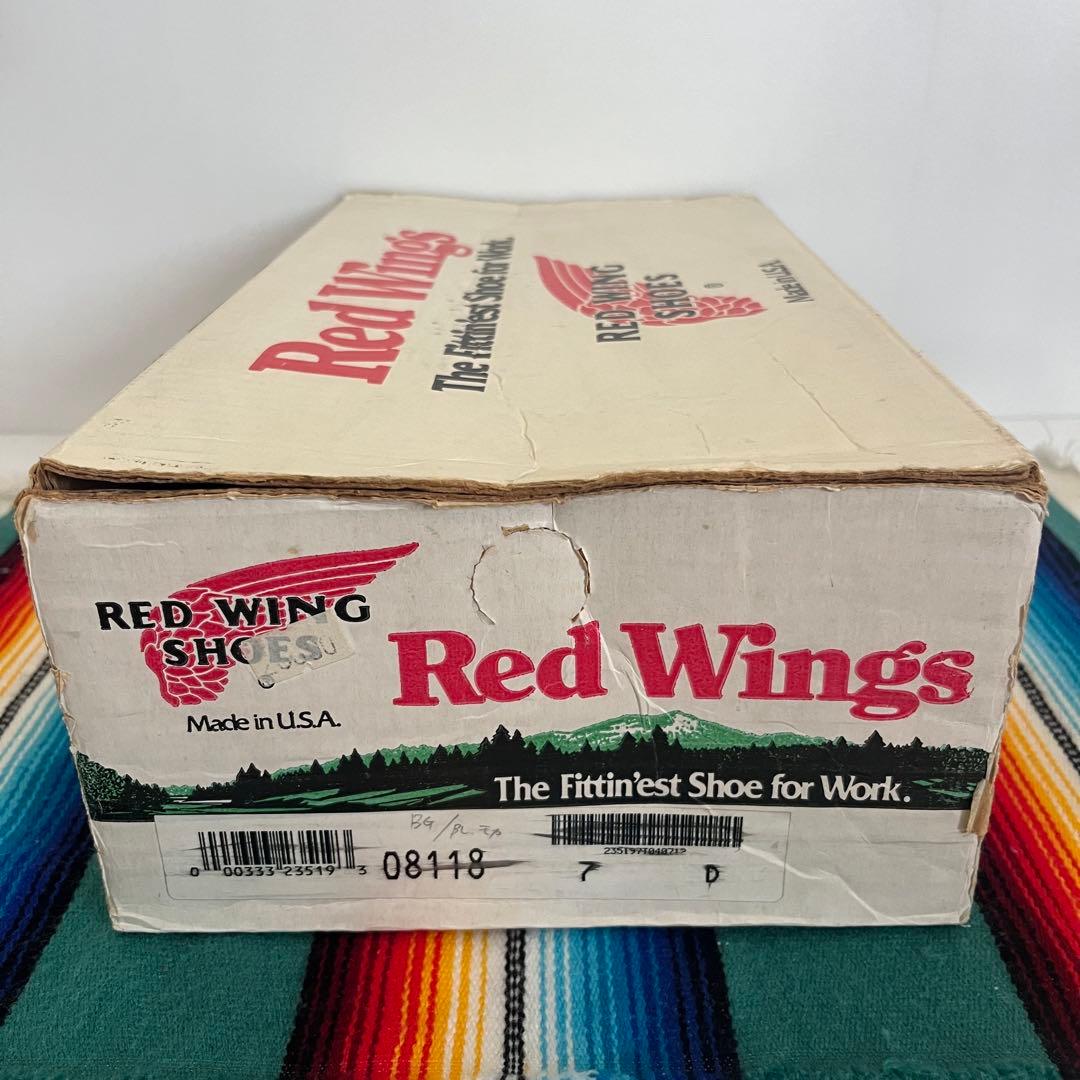 Red Wings
The Fittin'est Shoe for Work.
RED WING
SHOES
®
Made in U.S.A.
RED WING
SHOES
Made in U.S.A.
Red Wings
The Fittin'est Shoe for Work.
BG/
0 00333 23519 3
08118
7
D